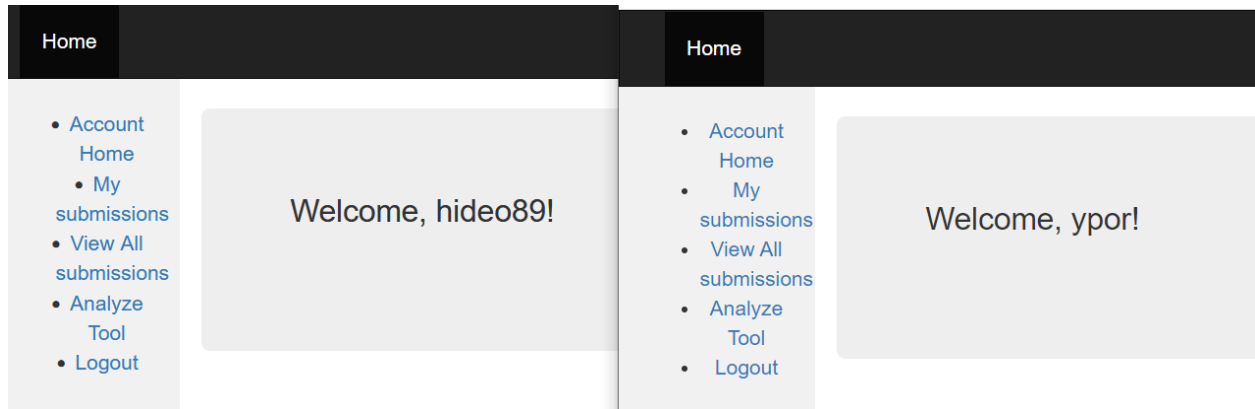 Home
• Account
Home
• My
submissions
• View All
submissions
• Analyze
Tool
• Logout
Welcome, hideo89!
Home
• Account
Home
• My
submissions
• View All
submissions
• Analyze
Tool
• Logout
Welcome, ypor!